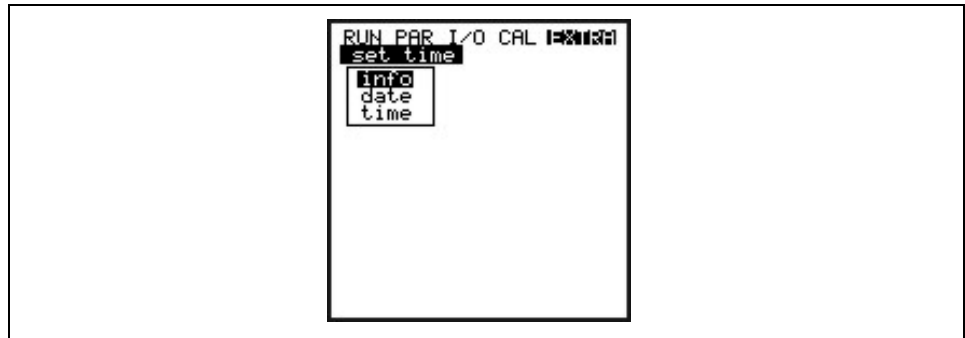 RUN PAR I/O CAL EXTRA
set time
info
date
time